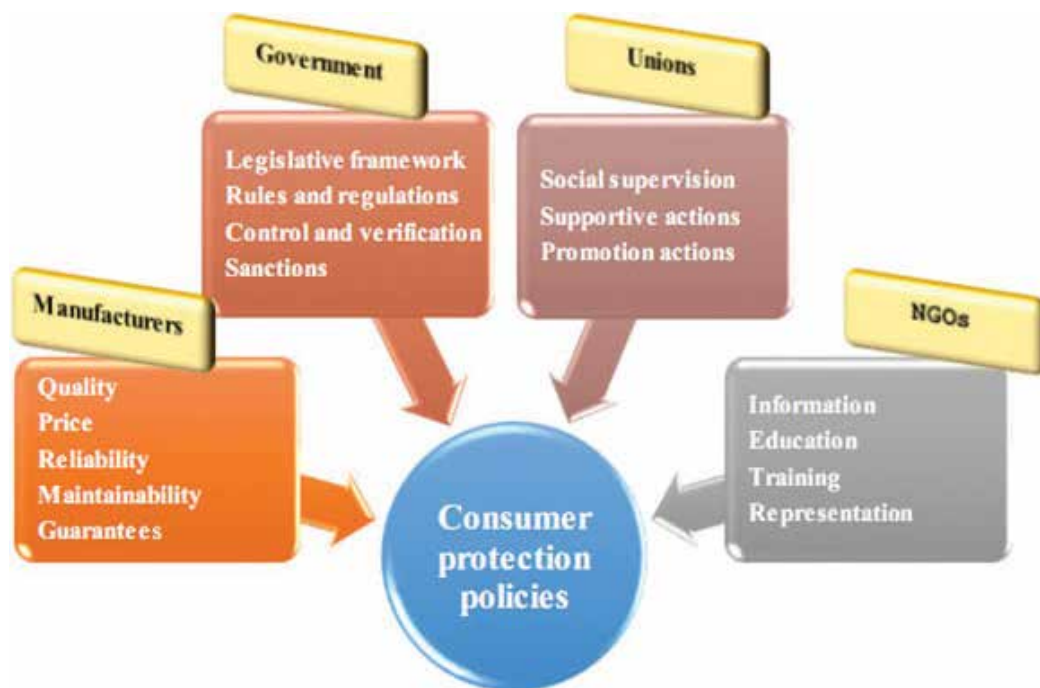 Government
Legislative framework
Rules and regulations
Control and verification
Sanctions
Unions
Social supervision
Supportive actions
Promotion actions
Manufacturers
Quality
Price
Reliability
Maintainability
Guarantees
NGOs
Information
Education
Training
Representation
Consumer
protection
policies